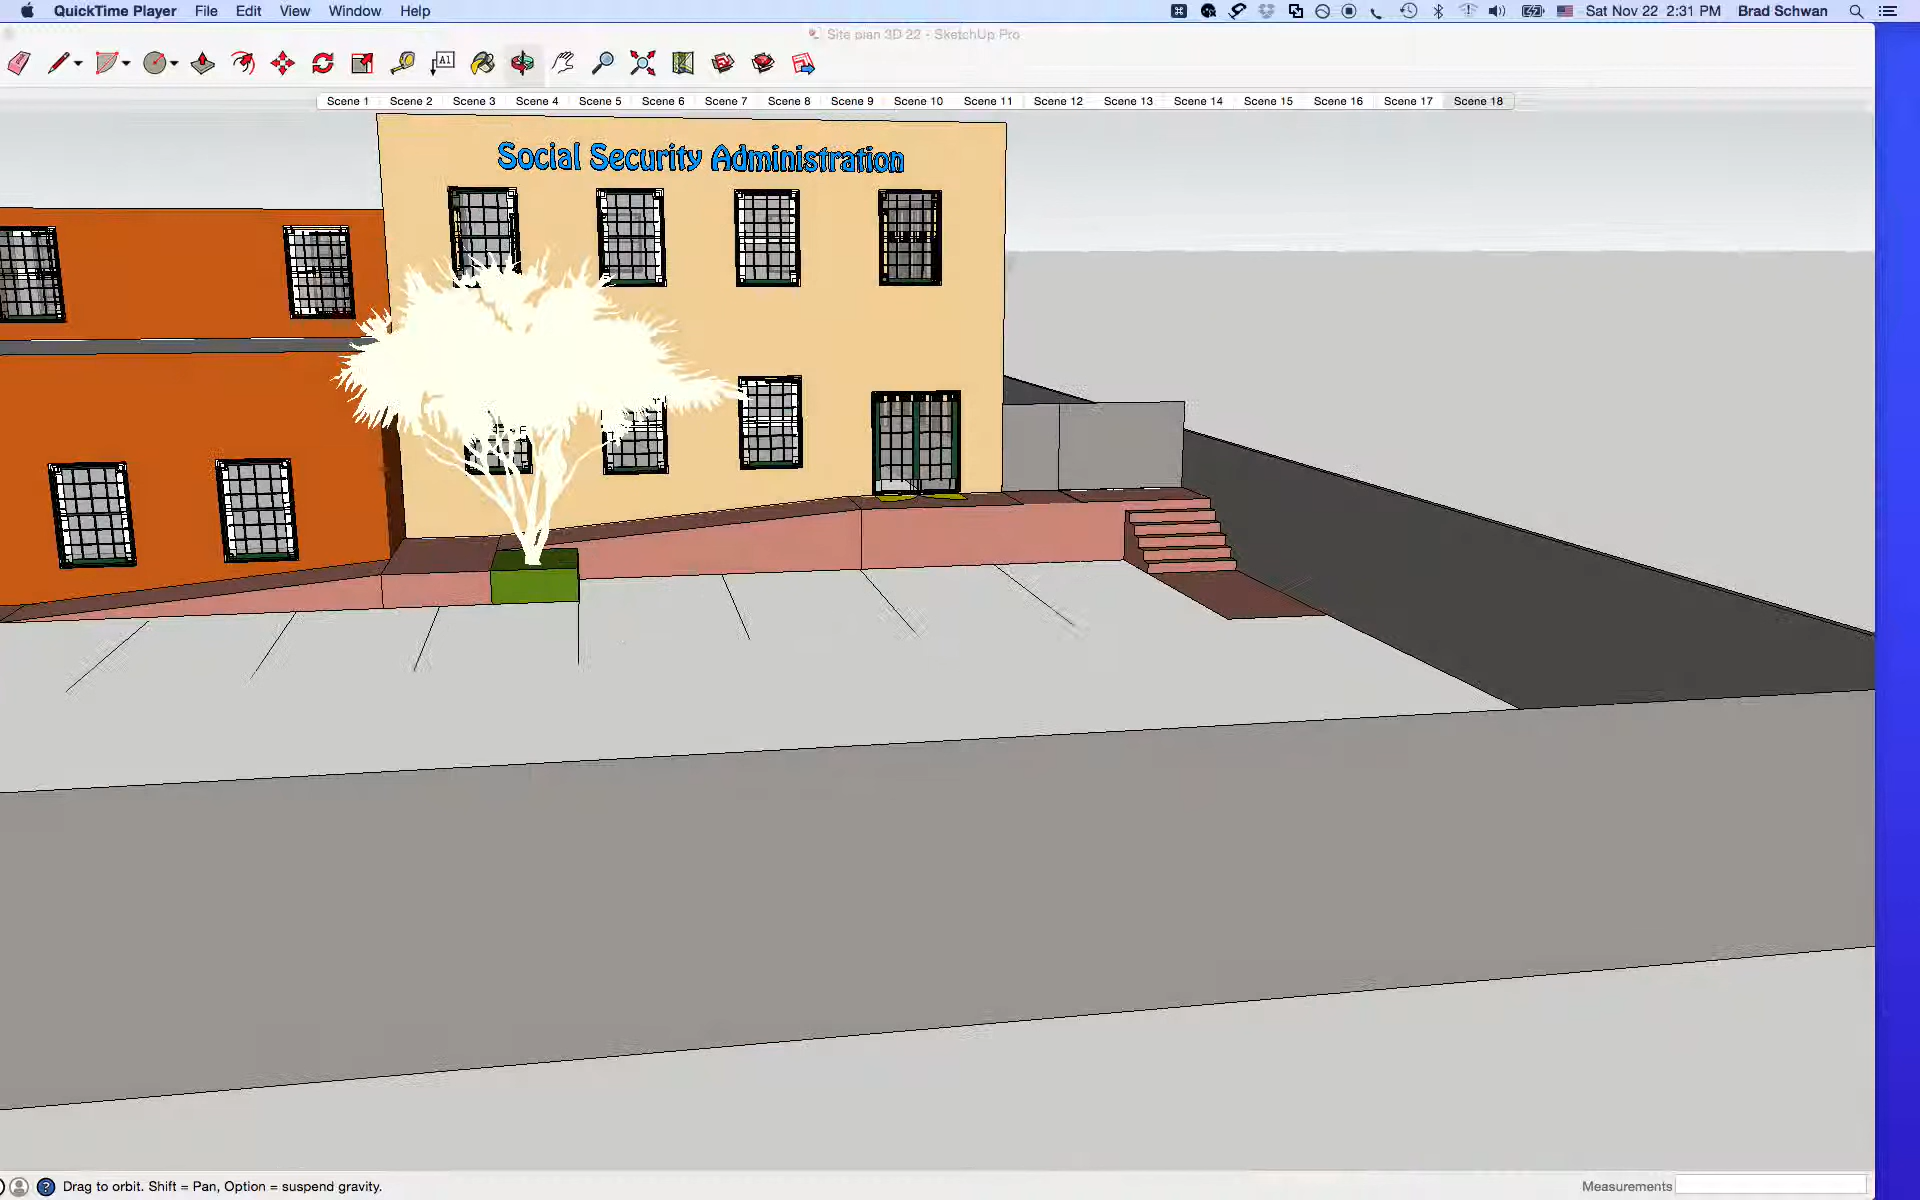 QuickTime Player File Edit View Window Help Sat Nov 22 2:31 PM Brad Schwan
Site plan 3D 22 - SketchUp Pro
A1
Scene 1 Scene 2 Scene 3 Scene 4 Scene 5 Scene 6 Scene 7 Scene 8 Scene 9 Scene 10 Scene 11 Scene 12 Scene 13 Scene 14 Scene 15 Scene 16 Scene 17 Scene 18
Social Security Administration
? Drag to orbit. Shift = Pan, Option = suspend gravity. Measurements